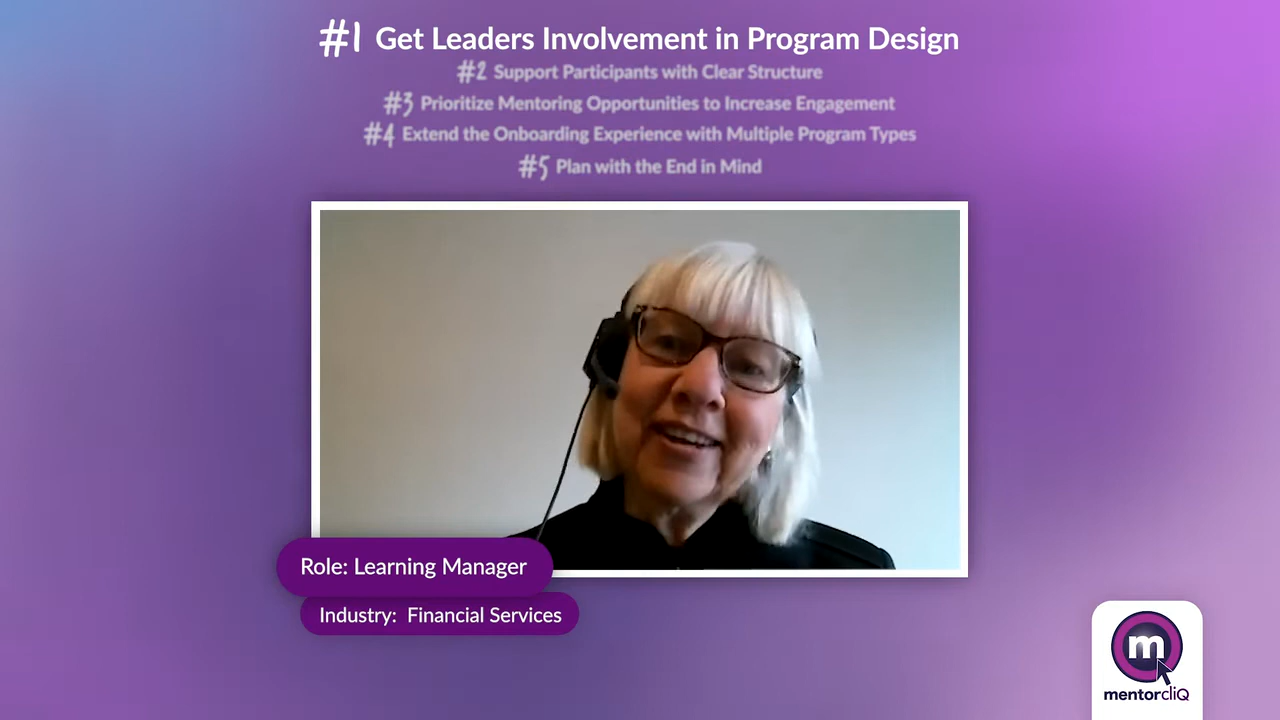 #1 Get Leaders Involvement in Program Design
#2 Support Participants with Clear Structure
#3 Prioritize Mentoring Opportunities to Increase Engagement
#4 Extend the Onboarding Experience with Multiple Program Types
#5 Plan with the End in Mind
Role: Learning Manager
Industry: Financial Services
m
mentorcliQ